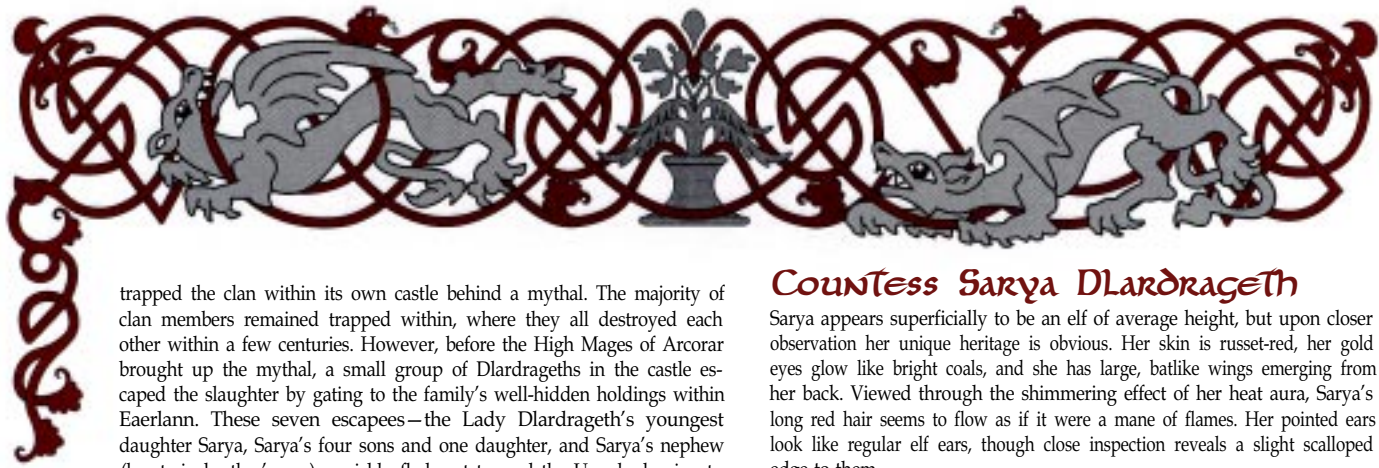 trapped the clan within its own castle behind a mythal. The majority of
clan members remained trapped within, where they all destroyed each
other within a few centuries. However, before the High Mages of Arcorar
brought up the mythal, a small group of Dlardrageths in the castle es-
caped the slaughter by gating to the family's well-hidden holdings within
Eaerlann. These seven escapees—the Lady Dlardrageth's youngest
daughter Sarya, Sarya's four sons and one daughter, and Sarya's nephew
Countess Sarya Dlardrageth
Sarya appears superficially to be an elf of average height, but upon closer
observation her unique heritage is obvious. Her skin is russet-red, her gold
eyes glow like bright coals, and she has large, batlike wings emerging from
her back. Viewed through the shimmering effect of her heat aura, Sarya's
long red hair seems to flow as if it were a mane of flames. Her pointed ears
look like regular elf ears, though close inspection reveals a slight scalloped